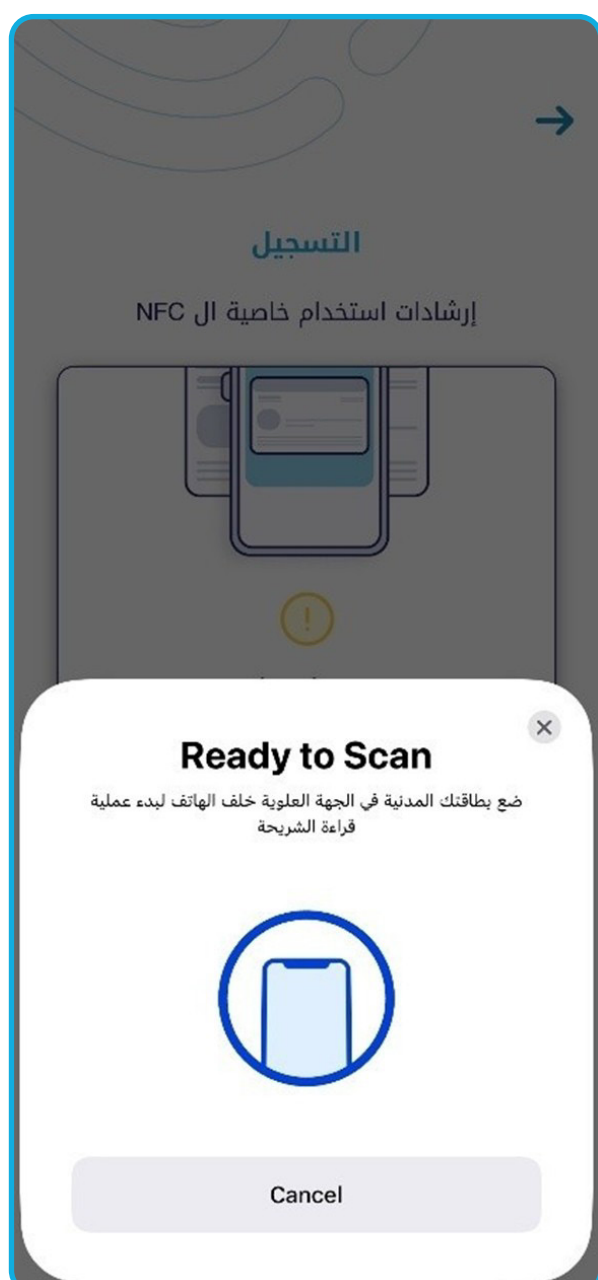 التسجيل
إرشادات استخدام خاصية ال NFC
Ready to Scan
ضع بطاقتك المدنية في الجهة العلوية خلف الهاتف لبدء عملية
قراءة الشريحة
Cancel